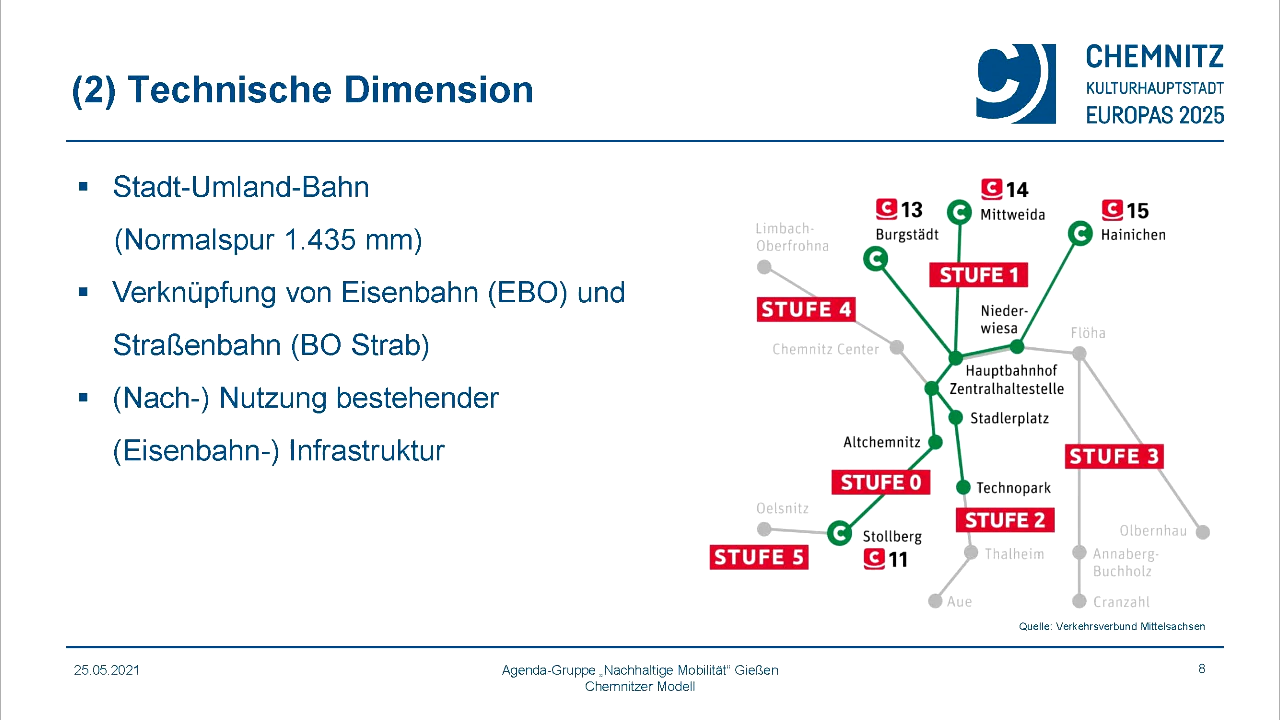 (2) Technische Dimension
CHEMNITZ
KULTURHAUPTSTADT
EUROPAS 2025
▪ Stadt-Umland-Bahn
(Normalspur 1.435 mm)
▪ Verknüpfung von Eisenbahn (EBO) und
Straßenbahn (BO Strab)
▪ (Nach-) Nutzung bestehender
(Eisenbahn-) Infrastruktur
C 14
Mittweida
C 13
Burgstädt
C 15
Hainichen
Limbach-
Oberfrohna
C
C
C
STUFE 1
STUFE 4
Nieder-
wiesa
Flöha
Chemnitz Center
Hauptbahnhof
Zentralhaltestelle
Stadlerplatz
Altchemnitz
STUFE 3
STUFE 0
Technopark
Oelsnitz
STUFE 2
Olbernhau
C
Stollberg
C 11
STUFE 5
Thalheim
Annaberg-
Buchholz
Aue
Cranzahl
Quelle: Verkehrsverbund Mittelsachsen
25.05.2021
Agenda-Gruppe „Nachhaltige Mobilität“ Gießen
Chemnitzer Modell
8